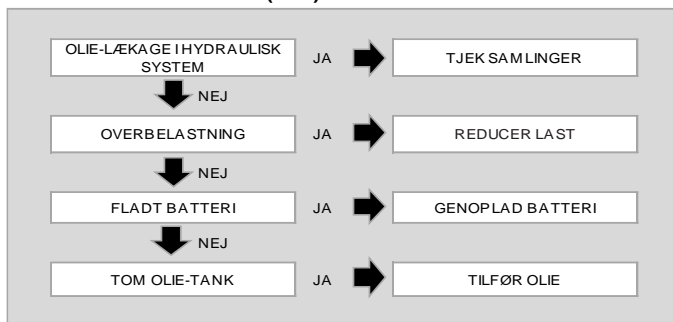 OLIE-LÆKAGE I HYDRAULISK
SYSTEM
JA
TJEK SAMLINGER
NEJ
OVERBELASTNING
JA
REDUCER LAST
NEJ
FLADT BATTERI
JA
GENOPLAD BATTERI
NEJ
TOM OLIE-TANK
JA
TILFØR OLIE